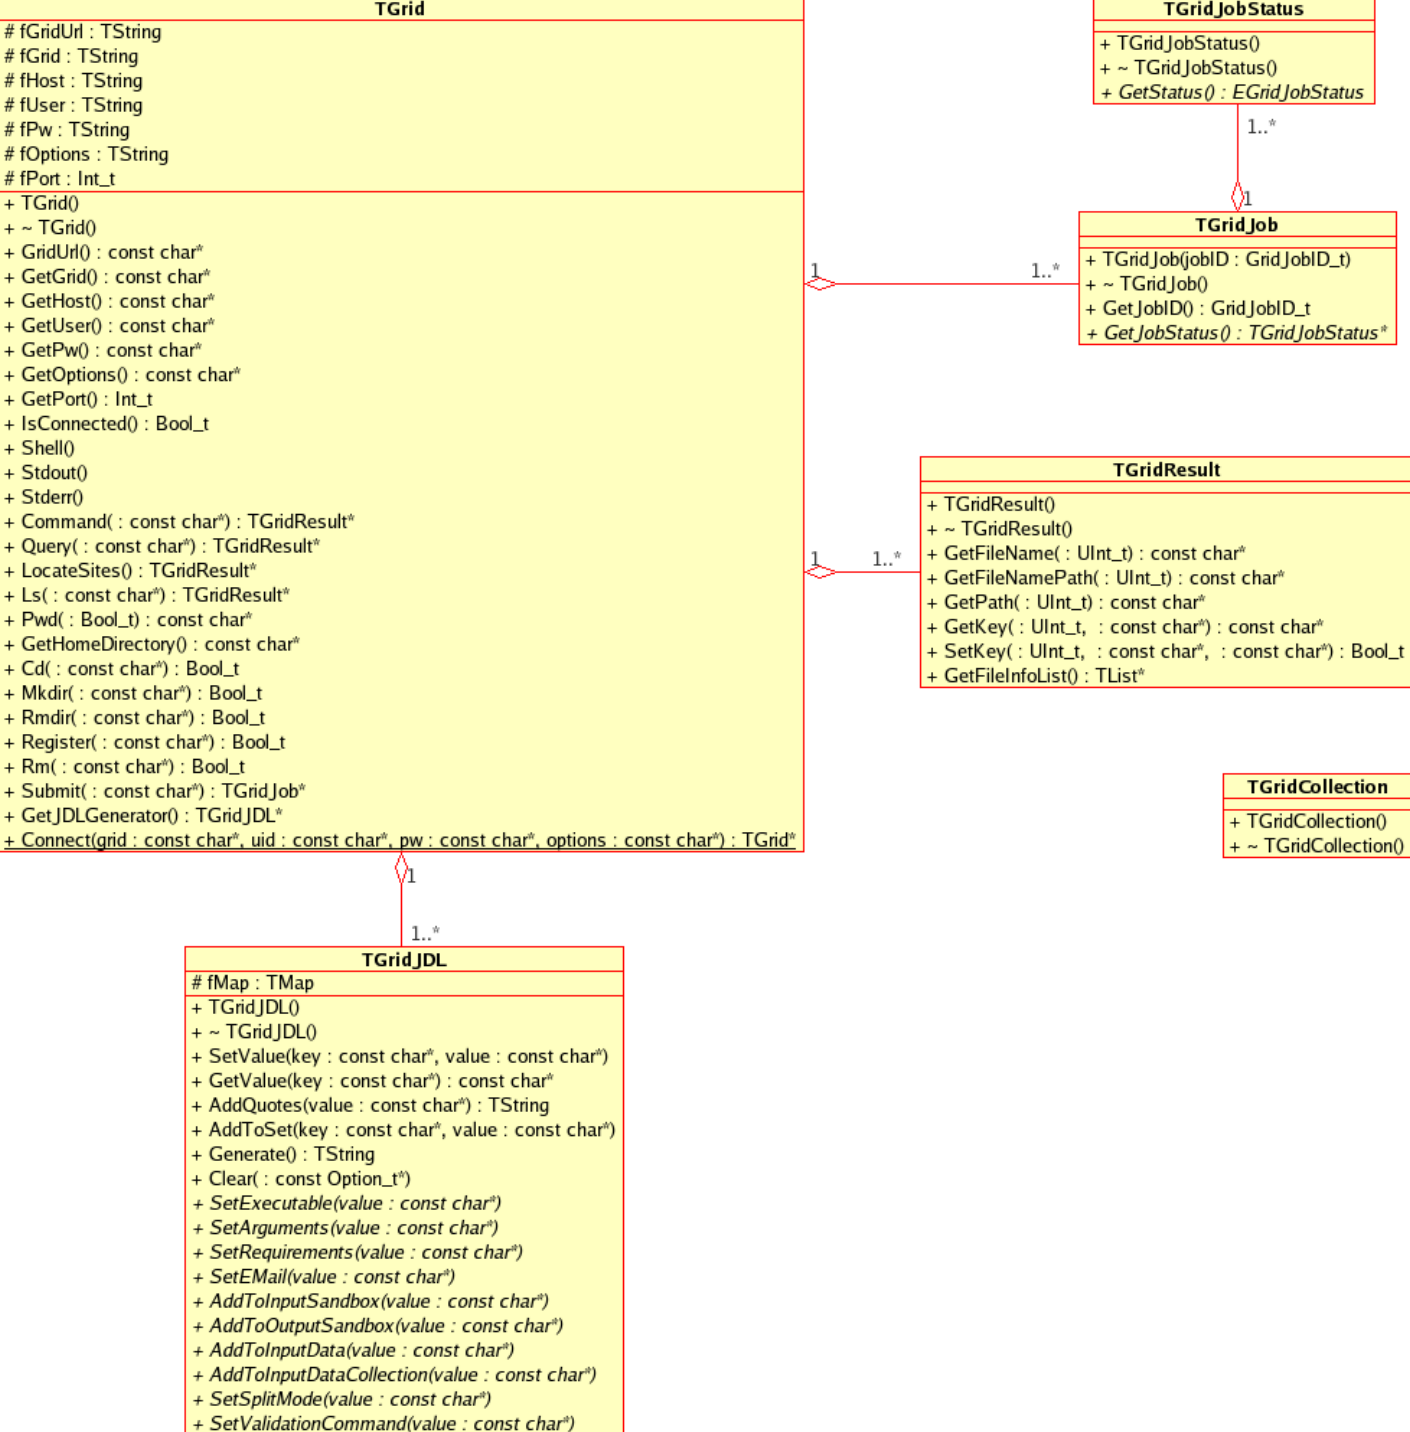 TGrid
# fGridUrl : TString
# fGrid : TString
# fHost : TString
# fUser : TString
# fPw : TString
# fOptions : TString
# fPort : Int_t
+ TGrid()
+ ~ TGrid()
+ GridUrl() : const char*
+ GetGrid() : const char*
+ GetHost() : const char*
+ GetUser() : const char*
+ GetPw() : const char*
+ GetOptions() : const char*
+ GetPort() : Int_t
+ IsConnected() : Bool_t
+ Shell()
+ Stdout()
+ Stderr()
+ Command( : const char*) : TGridResult*
+ Query( : const char*) : TGridResult*
+ LocateSites() : TGridResult*
+ Ls( : const char*) : TGridResult*
+ Pwd( : Bool_t) : const char*
+ GetHomeDirectory() : const char*
+ Cd( : const char*) : Bool_t
+ Mkdir( : const char*) : Bool_t
+ Rmdir( : const char*) : Bool_t
+ Register( : const char*) : Bool_t
+ Rm( : const char*) : Bool_t
+ Submit( : const char*) : TGridJob*
+ GetJDLGenerator() : TGridJDL*
+ Connect(grid : const char*, uid : const char*, pw : const char*, options : const char*) : TGrid*
TGridJobStatus
+ TGridJobStatus()
+ ~ TGridJobStatus()
+ GetStatus() : EGridJobStatus
1..*
1
TGridJob
+ TGridJob(jobID : GridJobID_t)
+ ~ TGridJob()
+ GetJobID() : GridJobID_t
+ GetJobStatus() : TGridJobStatus*
1
1..*
TGridResult
+ TGridResult()
+ ~ TGridResult()
+ GetFileName( : UInt_t) : const char*
+ GetFileNamePath( : UInt_t) : const char*
+ GetPath( : UInt_t) : const char*
+ GetKey( : UInt_t,  : const char*) : const char*
+ SetKey( : UInt_t,  : const char*,  : const char*) : Bool_t
+ GetFileInfoList() : TList*
1
1..*
TGridCollection
+ TGridCollection()
+ ~ TGridCollection()
1
1..*
TGridJDL
# fMap : TMap
+ TGridJDL()
+ ~ TGridJDL()
+ SetValue(key : const char*, value : const char*)
+ GetValue(key : const char*) : const char*
+ AddQuotes(value : const char*) : TString
+ AddToSet(key : const char*, value : const char*)
+ Generate() : TString
+ Clear( : const Option_t*)
+ SetExecutable(value : const char*)
+ SetArguments(value : const char*)
+ SetRequirements(value : const char*)
+ SetEMail(value : const char*)
+ AddToInputSandbox(value : const char*)
+ AddToOutputSandbox(value : const char*)
+ AddToInputData(value : const char*)
+ AddToInputDataCollection(value : const char*)
+ SetSplitMode(value : const char*)
+ SetValidationCommand(value : const char*)